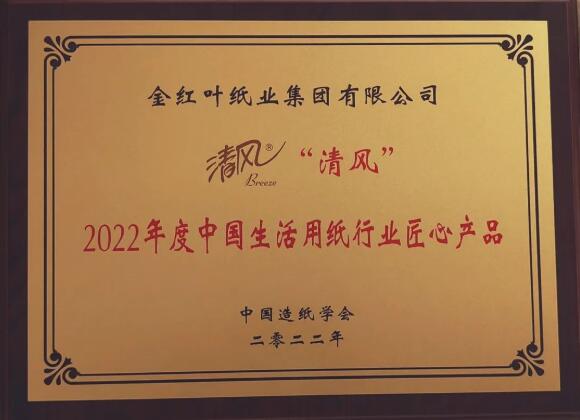 金红叶纸业集团有限公司
清风® “清风”
Breeze
2022年度中国生活用纸行业匠心产品
中国造纸学会
二零二二年